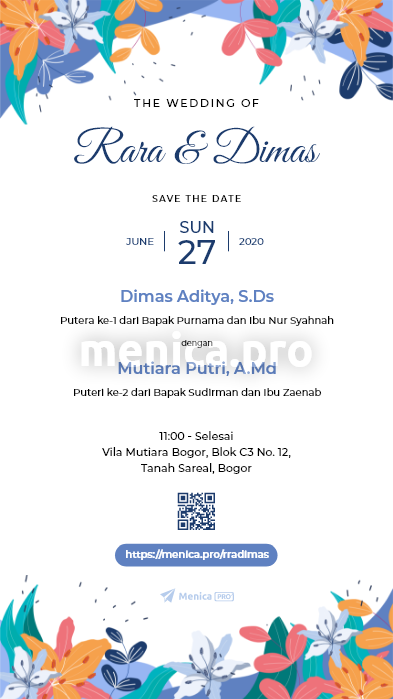 THE WEDDING OF
Rara & Dimas
SAVE THE DATE
JUNE SUN 27 2020
Dimas Aditya, S.Ds
Putera ke-1 dari Bapak Purnama dan Ibu Nur Syahnah
dengan
menica.pro
Mutiara Putri, A.Md
Puteri ke-2 dari Bapak Sudirman dan Ibu Zaenab
11:00 - Selesai
Vila Mutiara Bogor, Blok C3 No. 12,
Tanah Sareal, Bogor
https://menica.pro/rradimas
Menica PRO